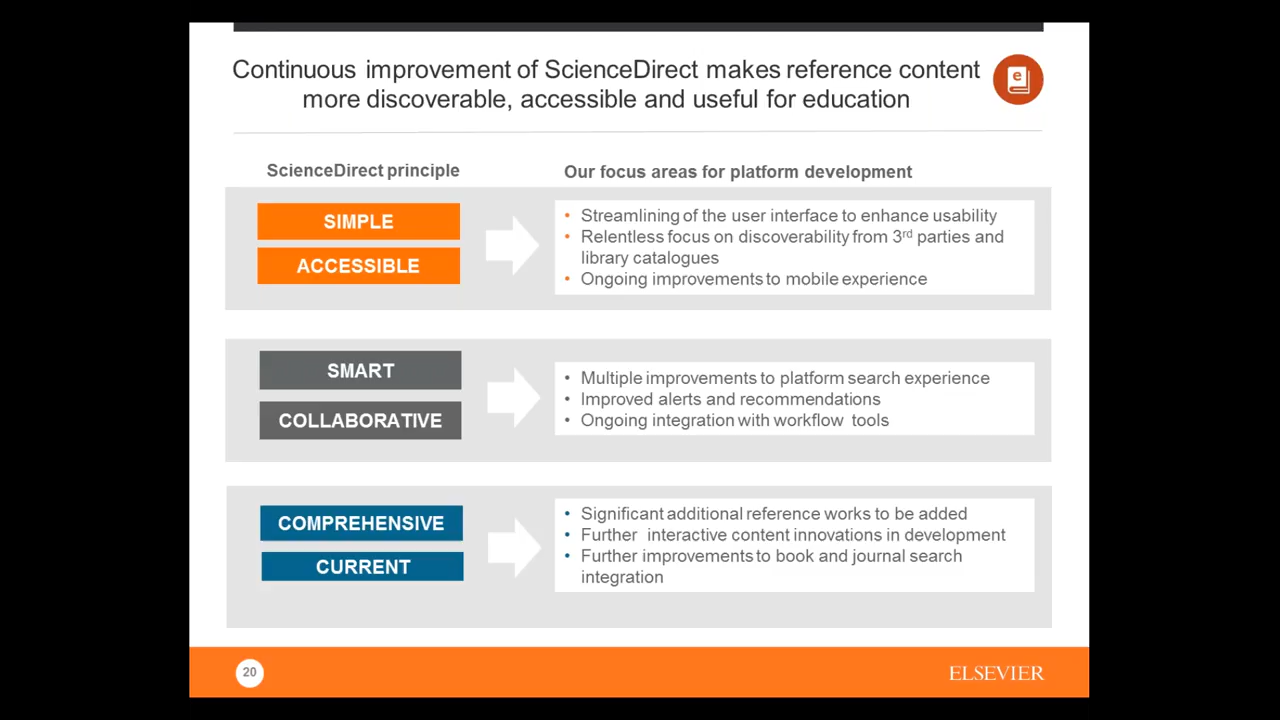 Continuous improvement of ScienceDirect makes reference content
more discoverable, accessible and useful for education
e
ScienceDirect principle
Our focus areas for platform development
SIMPLE
ACCESSIBLE
• Streamlining of the user interface to enhance usability
• Relentless focus on discoverability from 3rd parties and
library catalogues
• Ongoing improvements to mobile experience
SMART
COLLABORATIVE
• Multiple improvements to platform search experience
• Improved alerts and recommendations
• Ongoing integration with workflow tools
COMPREHENSIVE
CURRENT
• Significant additional reference works to be added
• Further interactive content innovations in development
• Further improvements to book and journal search
integration
20
ELSEVIER